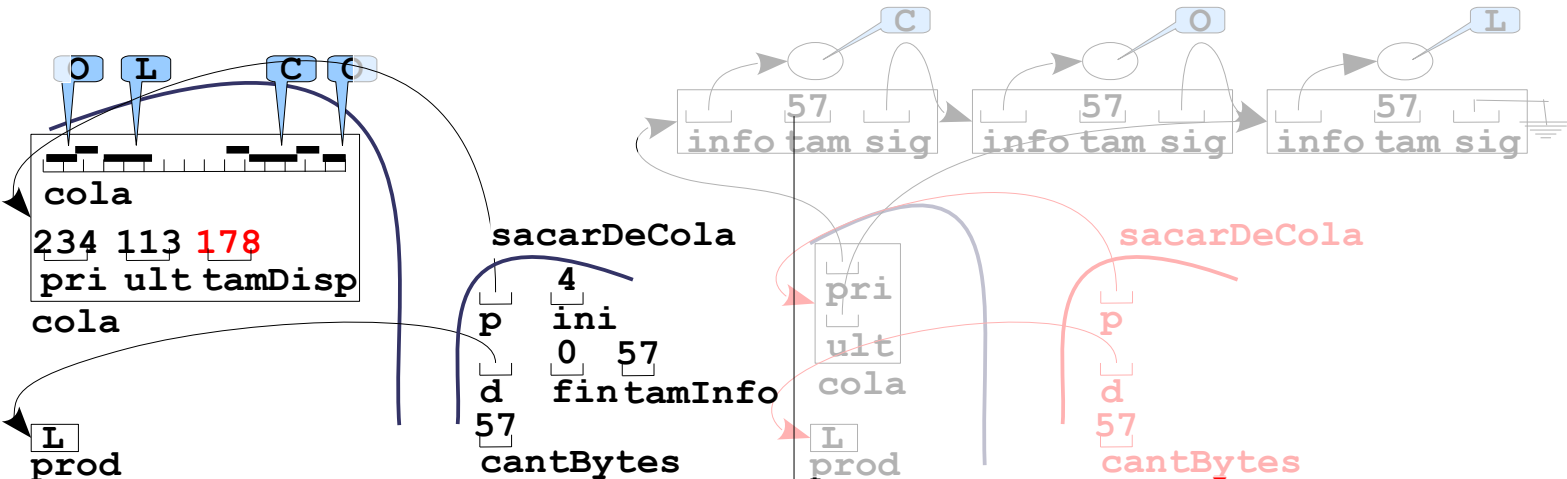 O L C O
cola
234 113 178
pri ult tamDisp
cola
sacarDeCola
4
p ini
0 57
d fin tamInfo
57
cantBytes
L
prod
C O L
57 57 57
info tam sig info tam sig info tam sig
sacarDeCola
pri
p
ult
cola
d
57
cantBytes
L
prod